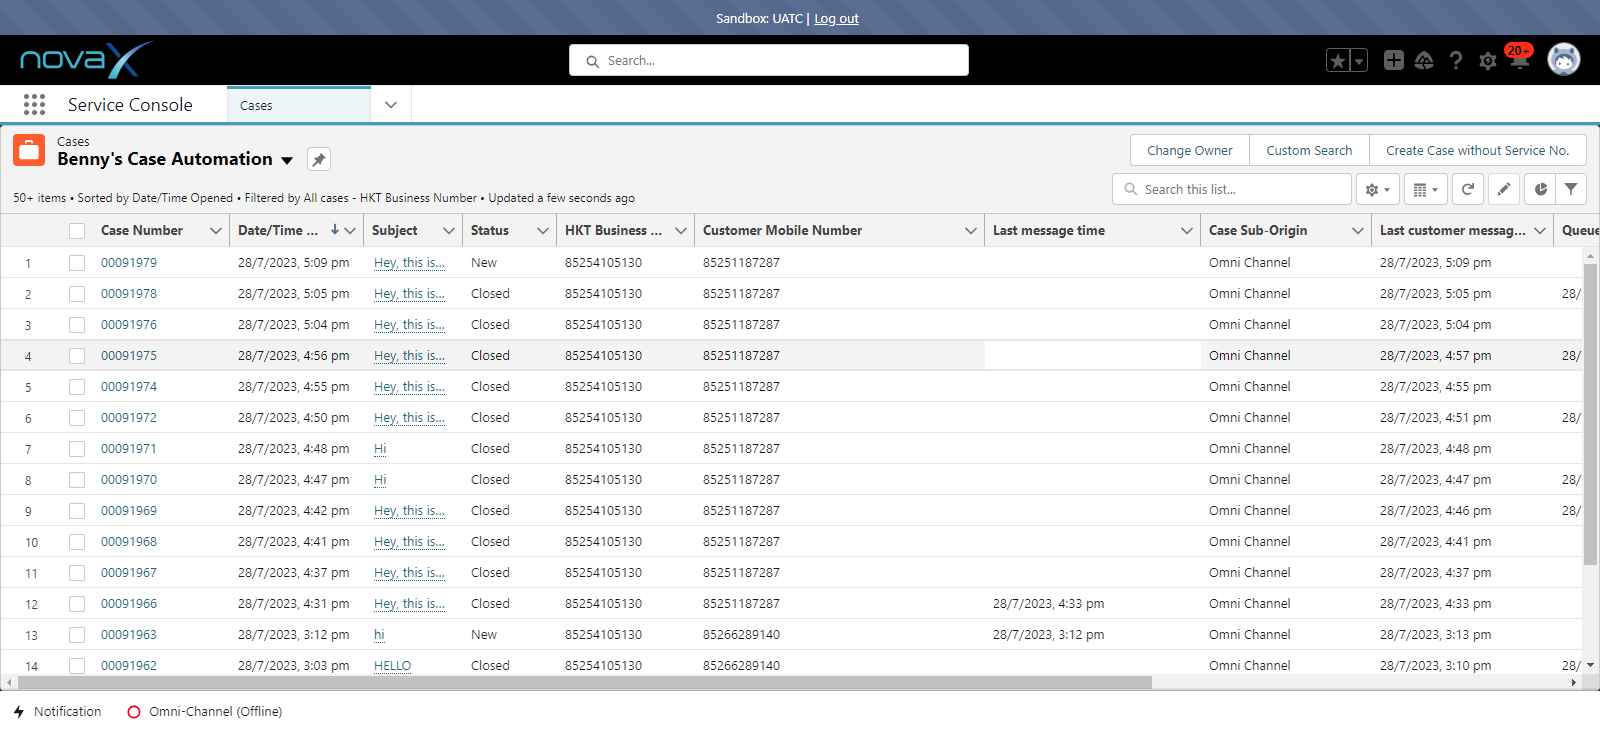 Sandbox: UATC | Log out
novaX
Search...
20+
Service Console
Cases
Cases
Benny's Case Automation
Change Owner
Custom Search
Create Case without Service No.
50+ items • Sorted by Date/Time Opened • Filtered by All cases - HKT Business Number • Updated a few seconds ago
Search this list...
Case Number Date/Time ... Subject Status HKT Business ... Customer Mobile Number Last message time Case Sub-Origin Last customer messag... Queue
1 00091979 28/7/2023, 5:09 pm Hey, this is... New 85254105130 85251187287 Omni Channel 28/7/2023, 5:09 pm
2 00091978 28/7/2023, 5:05 pm Hey, this is... Closed 85254105130 85251187287 Omni Channel 28/7/2023, 5:05 pm 28/
3 00091976 28/7/2023, 5:04 pm Hey, this is... Closed 85254105130 85251187287 Omni Channel 28/7/2023, 5:04 pm
4 00091975 28/7/2023, 4:56 pm Hey, this is... Closed 85254105130 85251187287 Omni Channel 28/7/2023, 4:57 pm 28/
5 00091974 28/7/2023, 4:55 pm Hey, this is... Closed 85254105130 85251187287 Omni Channel 28/7/2023, 4:55 pm
6 00091972 28/7/2023, 4:50 pm Hey, this is... Closed 85254105130 85251187287 Omni Channel 28/7/2023, 4:51 pm 28/
7 00091971 28/7/2023, 4:48 pm Hi Closed 85254105130 85251187287 Omni Channel 28/7/2023, 4:48 pm
8 00091970 28/7/2023, 4:47 pm Hi Closed 85254105130 85251187287 Omni Channel 28/7/2023, 4:47 pm 28/
9 00091969 28/7/2023, 4:42 pm Hey, this is... Closed 85254105130 85251187287 Omni Channel 28/7/2023, 4:46 pm 28/
10 00091968 28/7/2023, 4:41 pm Hey, this is... Closed 85254105130 85251187287 Omni Channel 28/7/2023, 4:41 pm
11 00091967 28/7/2023, 4:37 pm Hey, this is... Closed 85254105130 85251187287 Omni Channel 28/7/2023, 4:37 pm
12 00091966 28/7/2023, 4:31 pm Hey, this is... Closed 85254105130 85251187287 28/7/2023, 4:33 pm Omni Channel 28/7/2023, 4:33 pm
13 00091963 28/7/2023, 3:12 pm hi New 85254105130 85266289140 28/7/2023, 3:12 pm Omni Channel 28/7/2023, 3:13 pm
14 00091962 28/7/2023, 3:03 pm HELLO Closed 85254105130 85266289140 Omni Channel 28/7/2023, 3:10 pm 28/
Notification
Omni-Channel (Offline)